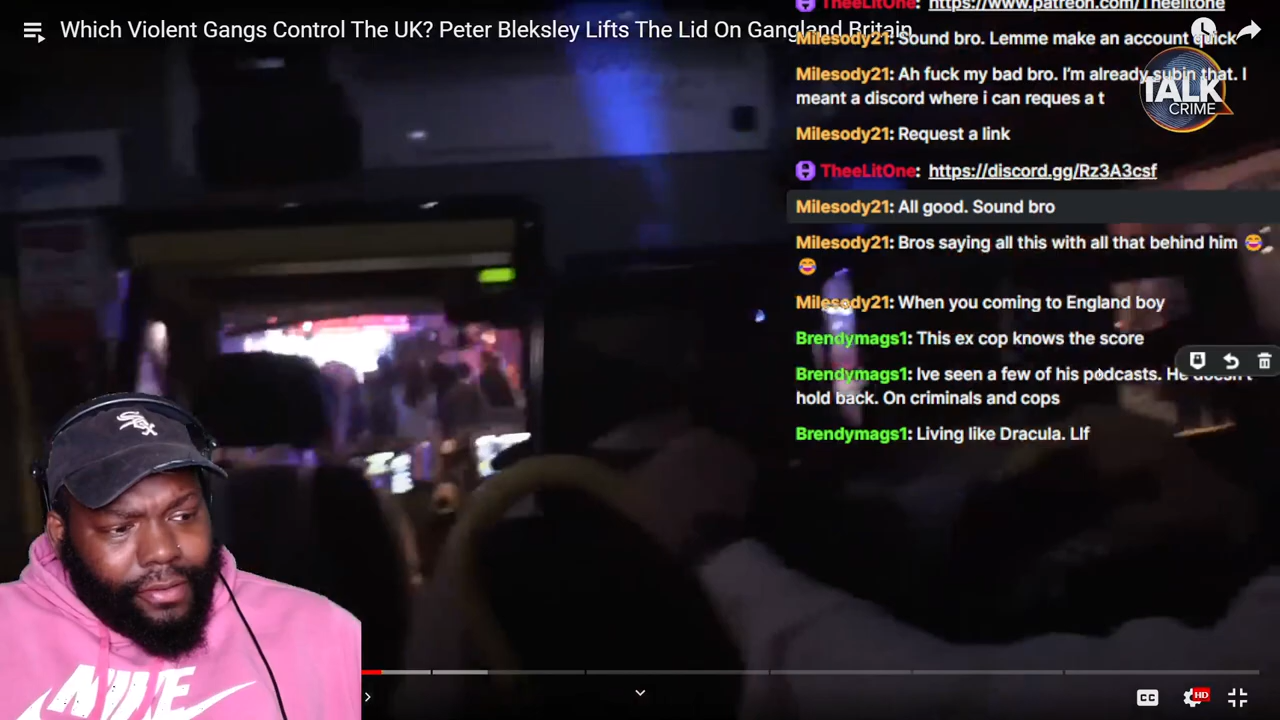 https://www.patreon.com/Theelitone
Which Violent Gangs Control The UK? Peter Bleksley Lifts The Lid On Gangland Britain
Milesody21: Sound bro. Lemme make an account quick
Milesody21: Ah fuck my bad bro. I'm already subin that. I
meant a discord where i can reques a t
TALK
CRIME
Milesody21: Request a link
TheeLitOne: https://discord.gg/Rz3A3csf
Milesody21: All good. Sound bro
Milesody21: Bros saying all this with all that behind him 😂
😂
Milesody21: When you coming to England boy
Brendymags1: This ex cop knows the score
Brendymags1: Ive seen a few of his podcasts. He doesn't
hold back. On criminals and cops
Brendymags1: Living like Dracula. Llf
Sox
NIKE
CC
HD